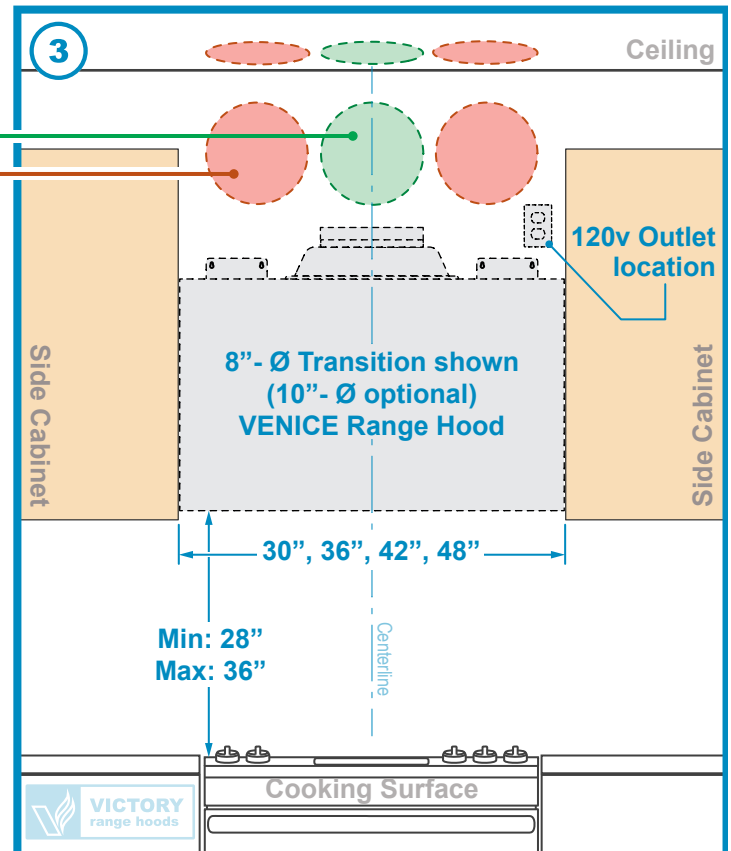 3
Ceiling
120v Outlet
location
8”- Ø Transition shown
(10”- Ø optional)
VENICE Range Hood
Side Cabinet
Side Cabinet
30”, 36”, 42”, 48”
Min: 28”
Max: 36”
Centerline
Cooking Surface
VICTORY
range hoods